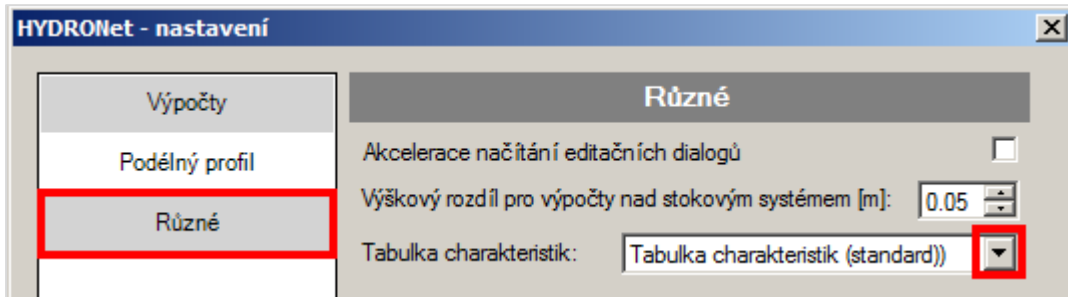 HYDRONet - nastavení
Výpočty
Podélný profil
Různé
Různé
Akcelerace načítání editačních dialogů
Výškový rozdíl pro výpočty nad stokovým systémem [m]: 0.05
Tabulka charakteristik: Tabulka charakteristik (standard))